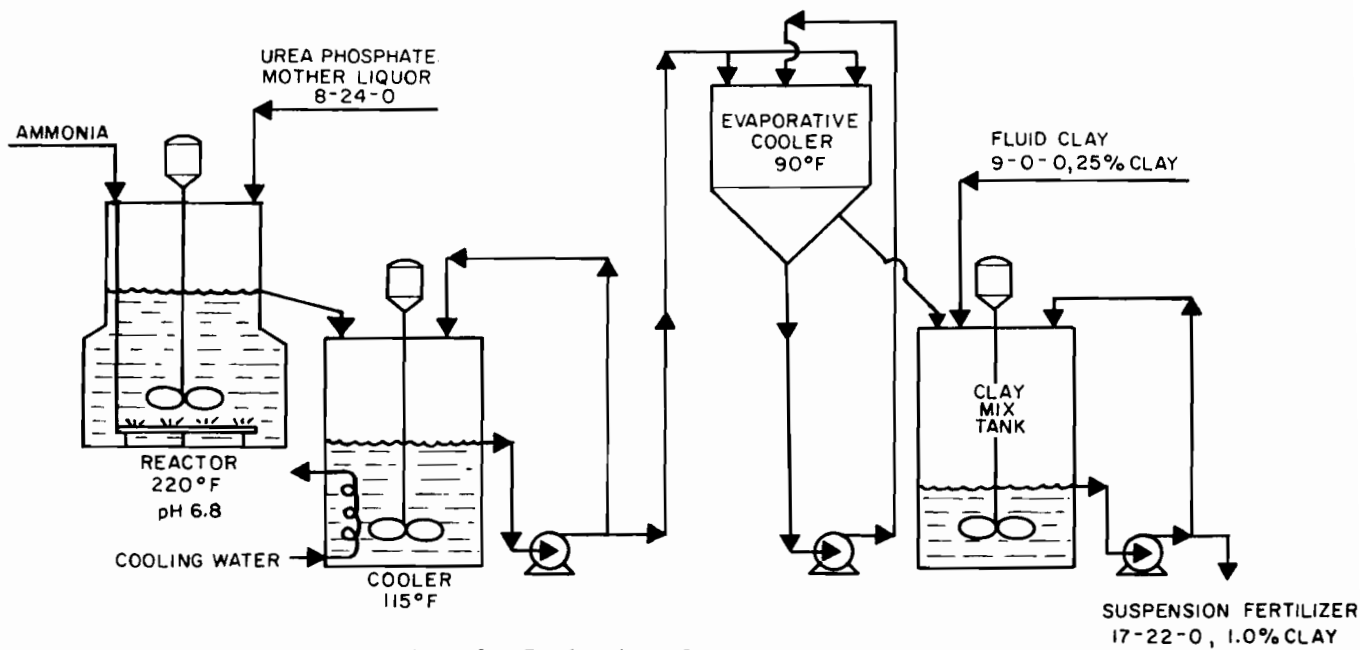 UREA PHOSPHATE
MOTHER LIQUOR
8-24-0
AMMONIA
EVAPORATIVE
COOLER
90°F
FLUID CLAY
9-0-0, 25% CLAY
CLAY
MIX
TANK
REACTOR
220°F
pH 6.8
COOLING WATER
COOLER
115°F
SUSPENSION FERTILIZER
17-22-0, 1.0% CLAY